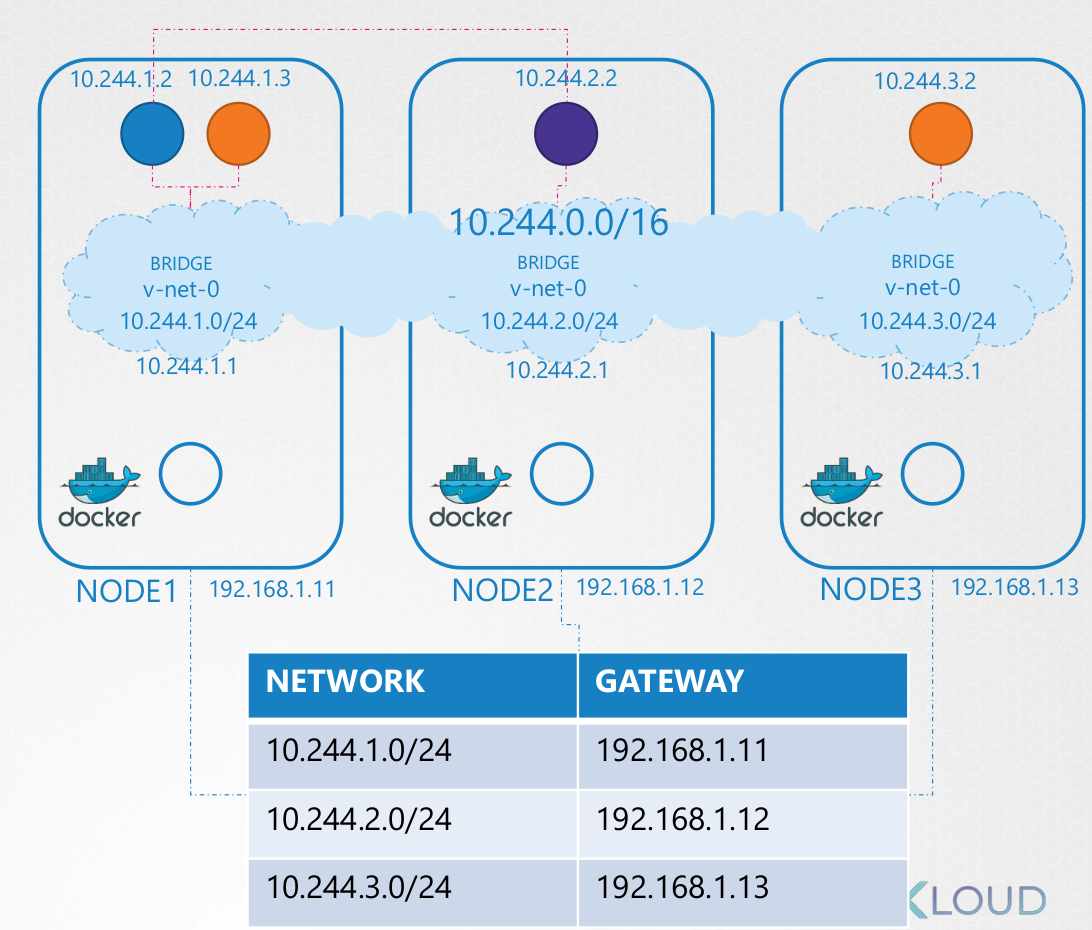 10.244.1.2 10.244.1.3
10.244.2.2
10.244.3.2
10.244.0.0/16
BRIDGE
v-net-0
10.244.1.0/24
10.244.1.1
BRIDGE
v-net-0
10.244.2.0/24
10.244.2.1
BRIDGE
v-net-0
10.244.3.0/24
10.244.3.1
docker
docker
docker
NODE1 192.168.1.11
NODE2 192.168.1.12
NODE3 192.168.1.13
NETWORK GATEWAY
10.244.1.0/24 192.168.1.11
10.244.2.0/24 192.168.1.12
10.244.3.0/24 192.168.1.13
KLOUD